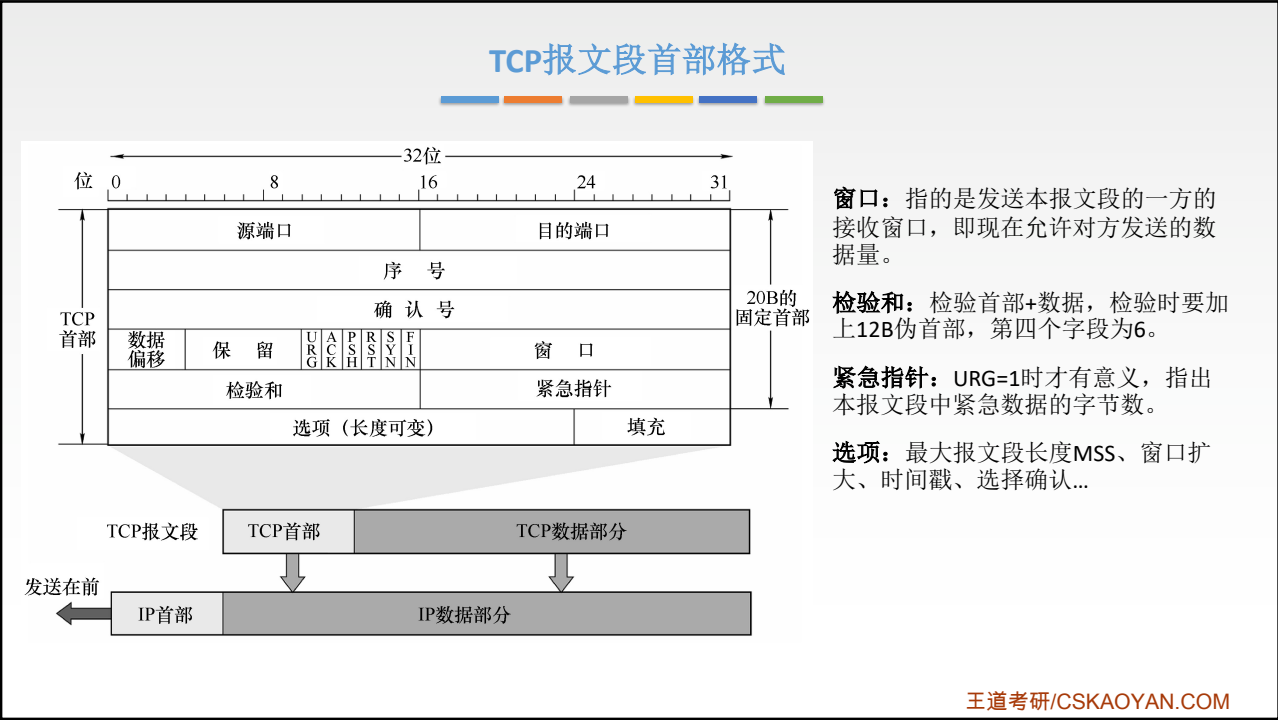 TCP报文段首部格式
32位
位 0 8 16 24 31
源端口 目的端口
序 号
确 认 号
TCP
首部
20B的
固定首部
数据
偏移
保 留
URG ACK PSH RST SYN FIN
窗 口
检验和 紧急指针
选项（长度可变） 填充
TCP报文段 TCP首部 TCP数据部分
发送在前
IP首部 IP数据部分
窗口：指的是发送本报文段的一方的
接收窗口，即现在允许对方发送的数
据量。
检验和：检验首部+数据，检验时要加
上12B伪首部，第四个字段为6。
紧急指针：URG=1时才有意义，指出
本报文段中紧急数据的字节数。
选项：最大报文段长度MSS、窗口扩
大、时间戳、选择确认…
王道考研/CSKAOYAN.COM